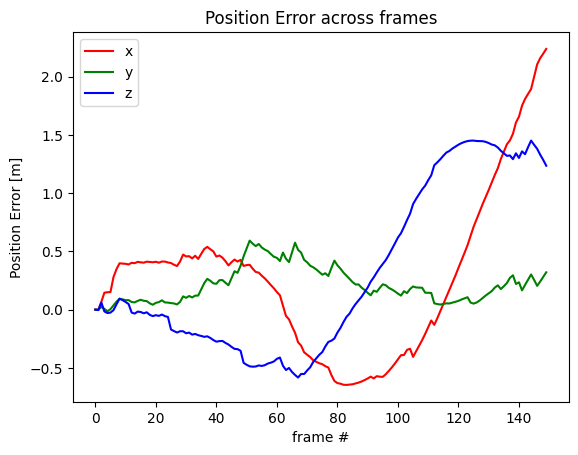 Position Error across frames
x
y
z
Position Error [m]
2.0
1.5
1.0
0.5
0.0
−0.5
0 20 40 60 80 100 120 140
frame #